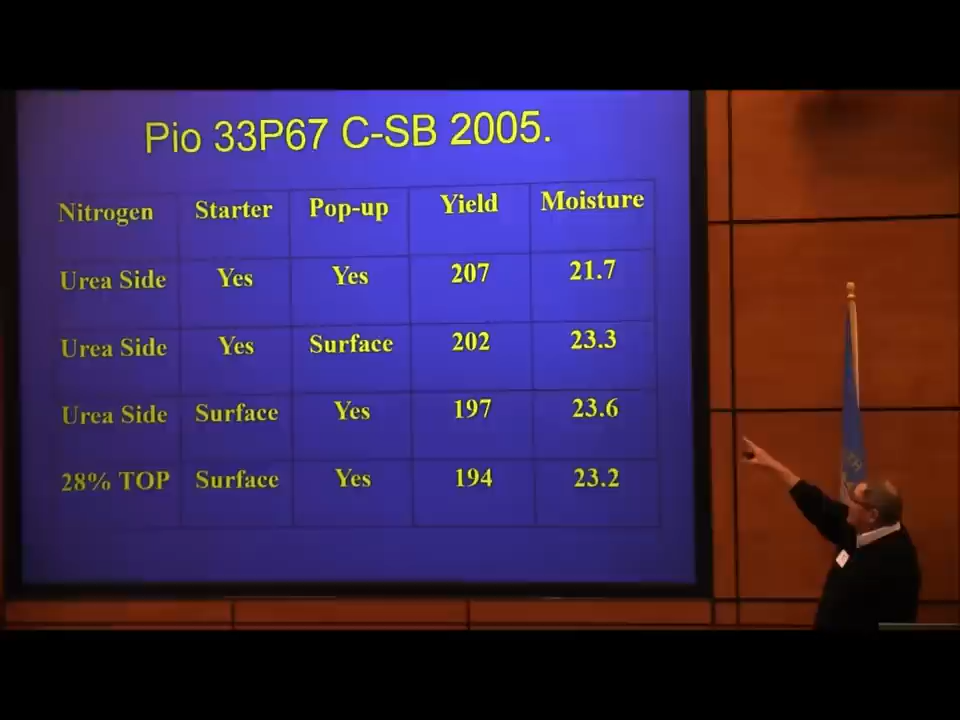 Pio 33P67 C-SB 2005.
Nitrogen Starter Pop-up Yield Moisture
Urea Side Yes Yes 207 21.7
Urea Side Yes Surface 202 23.3
Urea Side Surface Yes 197 23.6
28% TOP Surface Yes 194 23.2